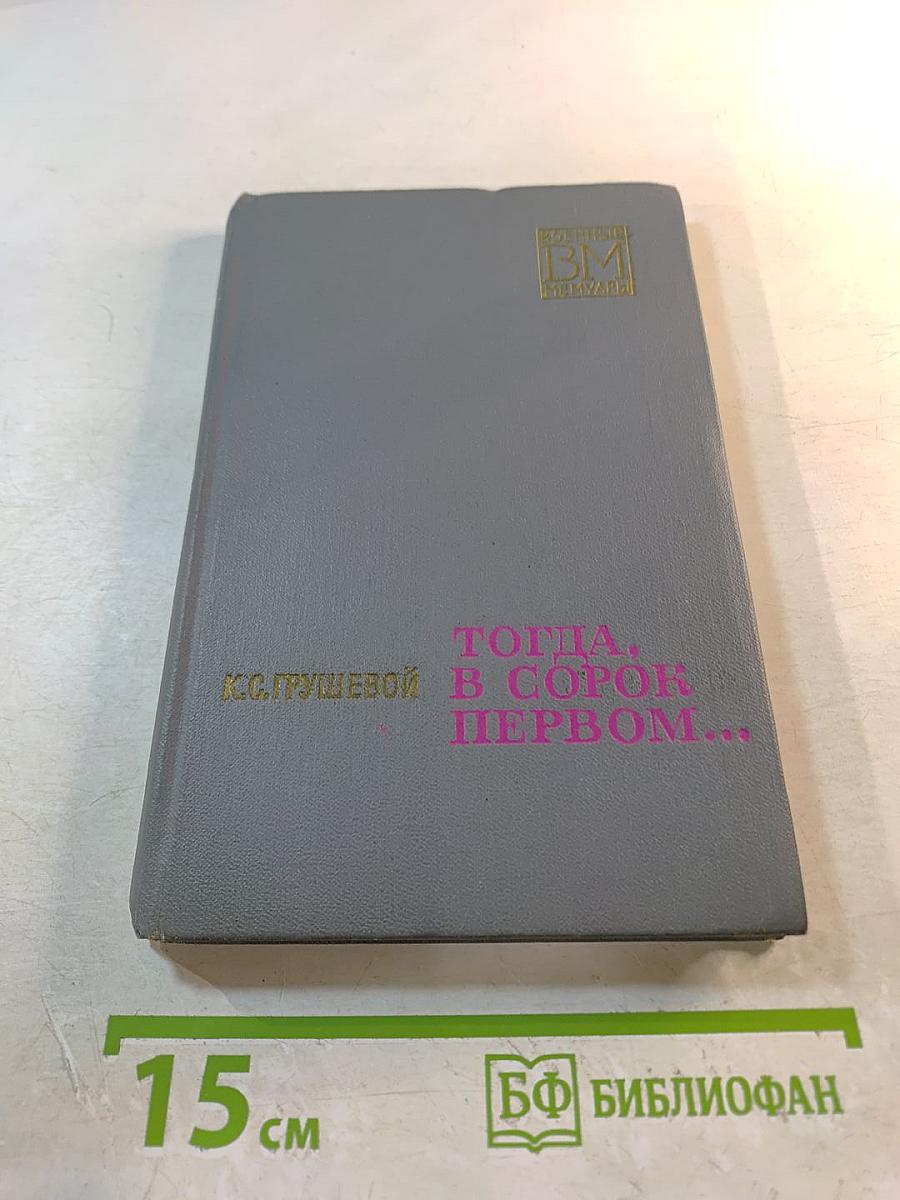 ВОЕННЫЕ
ВМ
МЕМУАРЫ
К.С.ГРУШЕВОЙ
ТОГДА,
В СОРОК
ПЕРВОМ...
15 см
БФ БИБЛИОФАН